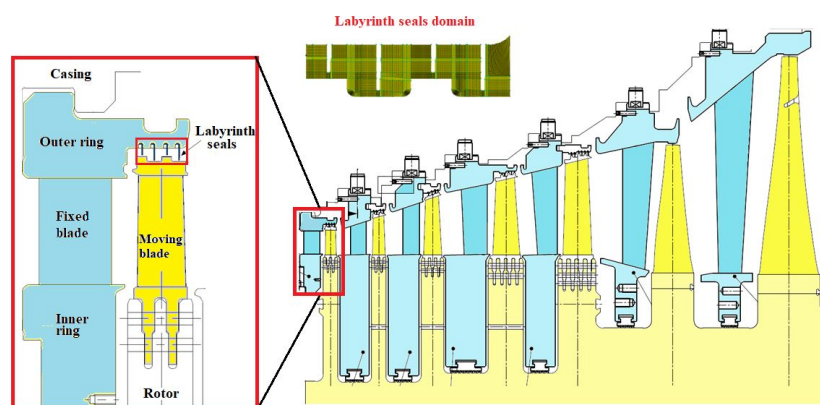 Labyrinth seals domain
Casing
Outer ring
Labyrinth
seals
Fixed
blade
Moving
blade
Inner
ring
Rotor